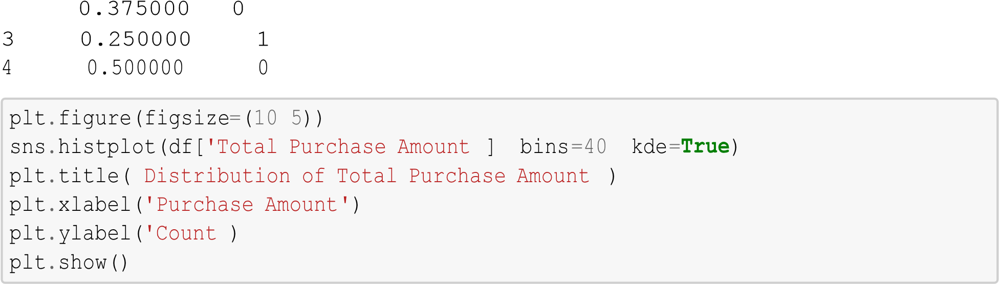 0.375000 0
3 0.250000 1
4 0.500000 0
plt.figure(figsize=(10 5))
sns.histplot(df['Total Purchase Amount ] bins=40 kde=True)
plt.title( Distribution of Total Purchase Amount )
plt.xlabel('Purchase Amount')
plt.ylabel('Count )
plt.show()